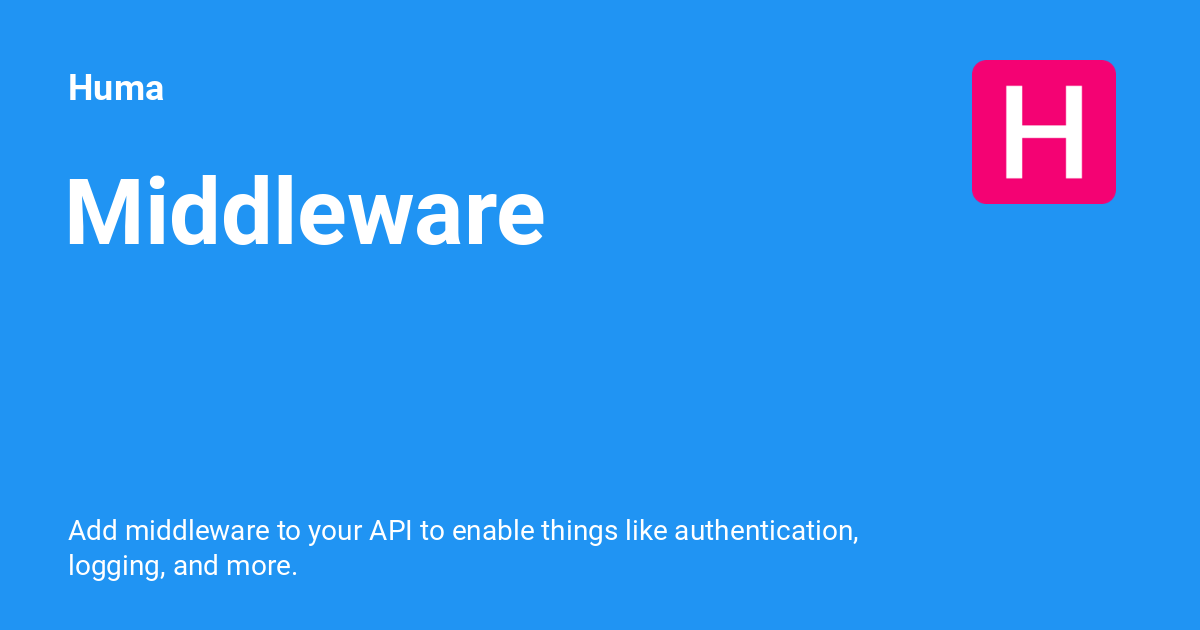 Huma
H
Middleware
Add middleware to your API to enable things like authentication,
logging, and more.